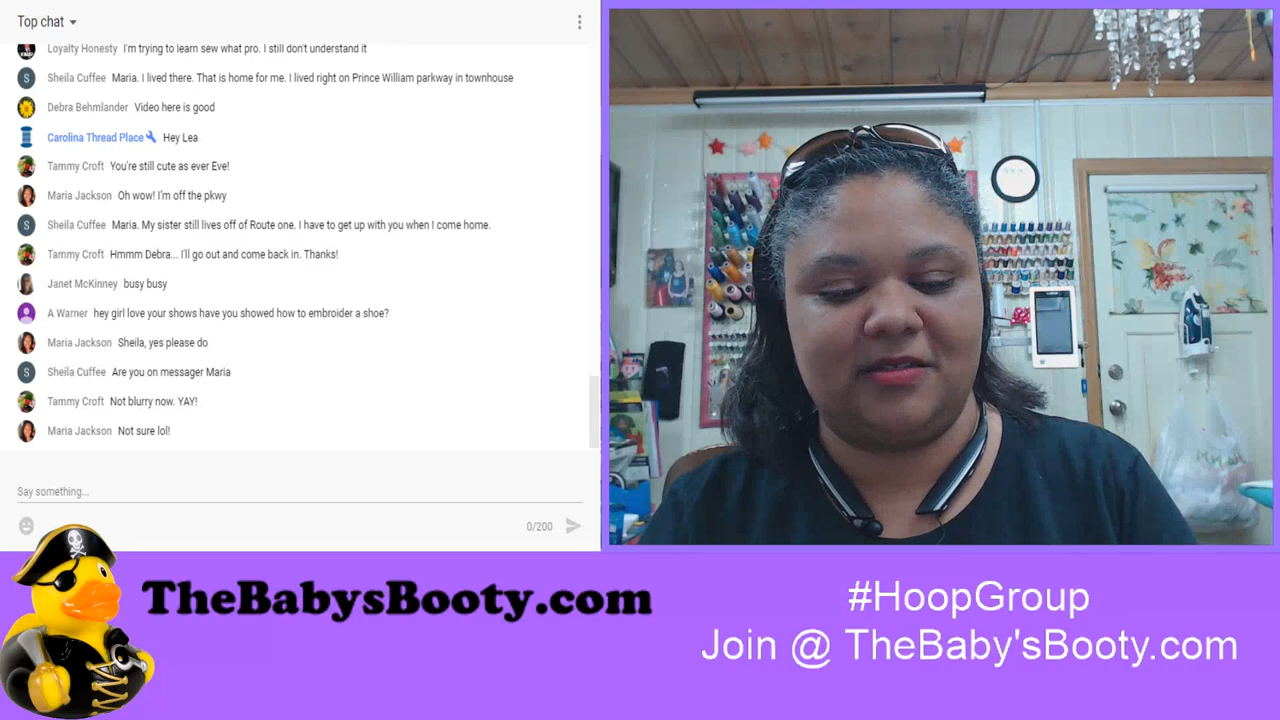 Top chat
Loyalty Honesty I'm trying to learn sew what pro. I still don't understand it
Sheila Cuffee Maria. I lived there. That is home for me. I lived right on Prince William parkway in townhouse
Debra Behmlander Video here is good
Carolina Thread Place Hey Lea
Tammy Croft You're still cute as ever Eve!
Maria Jackson Oh wow! I'm off the pkwy
Sheila Cuffee Maria. My sister still lives off of Route one. I have to get up with you when I come home.
Tammy Croft Hmmm Debra... I'll go out and come back in. Thanks!
Janet McKinney busy busy
A Warner hey girl love your shows have you showed how to embroider a shoe?
Maria Jackson Sheila, yes please do
Sheila Cuffee Are you on messager Maria
Tammy Croft Not blurry now. YAY!
Maria Jackson Not sure lol!
Say something...
0/200
TheBabysBooty.com
#HoopGroup
Join @ TheBaby'sBooty.com